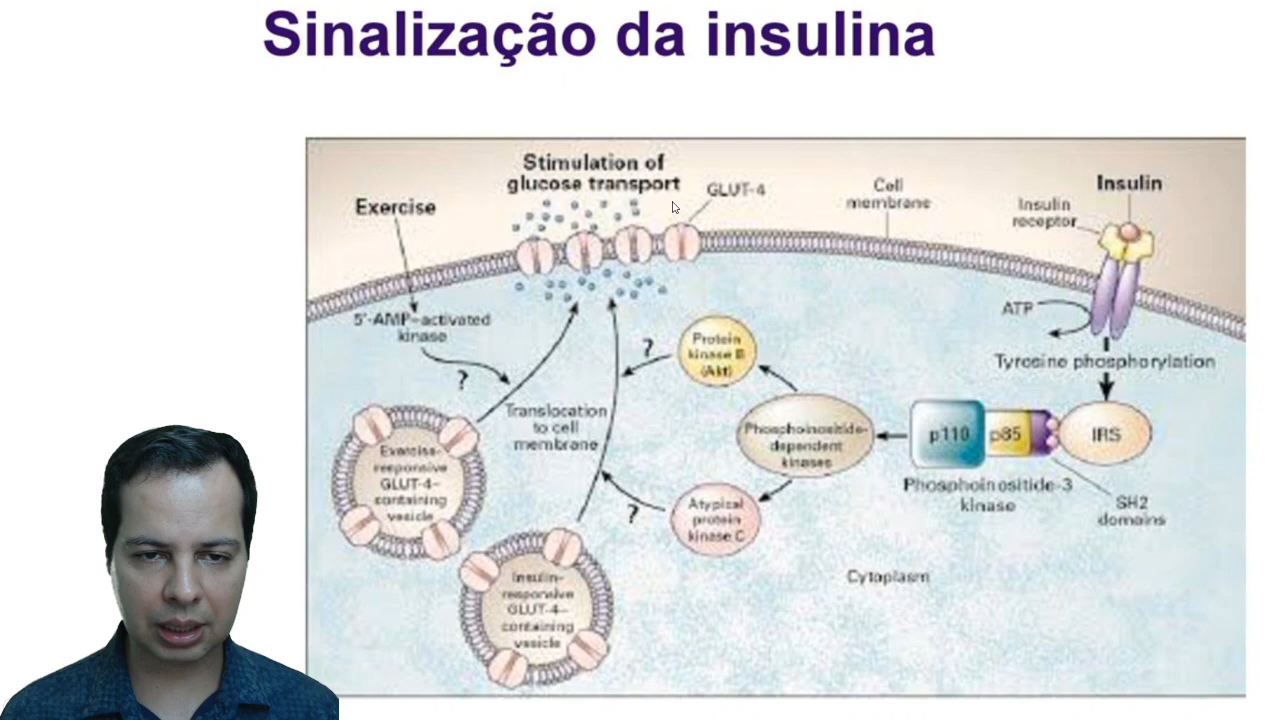 Sinalização da insulina
Stimulation of
glucose transport
Exercise
GLUT-4
Cell
membrane
Insulin
receptor
Insulin
ATP
Tyrosine phosphorylation
5'-AMP-activated
kinase
?
Translocation
to cell
membrane
?
Protein
kinase B
(Akt)
Phosphoinositide-
dependent
kinases
p110
p85
IRS
Phosphoinositide-3
kinase
SH2
domains
Exercise-
responsive
GLUT-4-
containing
vesicle
?
Atypical
protein
kinase C
Insulin-
responsive
GLUT-4-
containing
vesicle
Cytoplasm